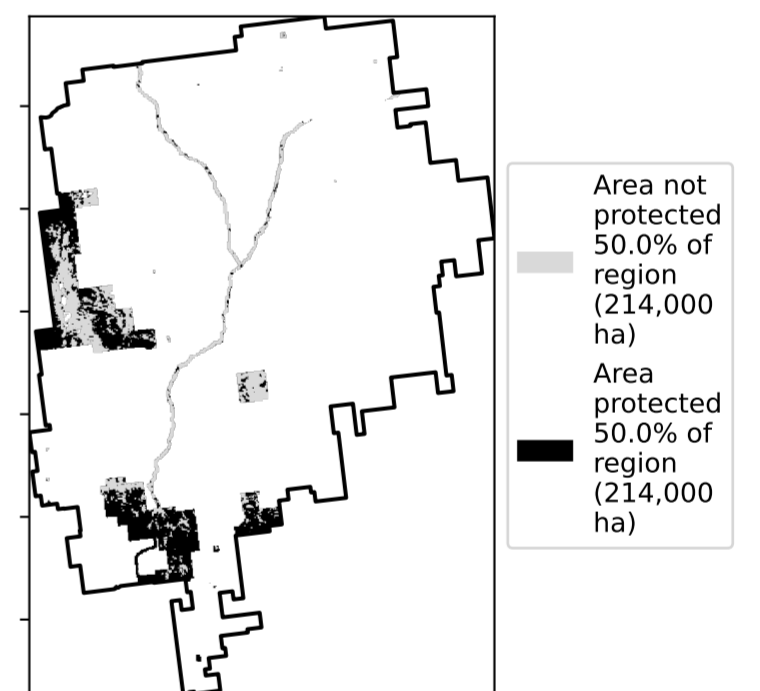 Area not
protected
50.0% of
region
(214,000
ha)
Area
protected
50.0% of
region
(214,000
ha)